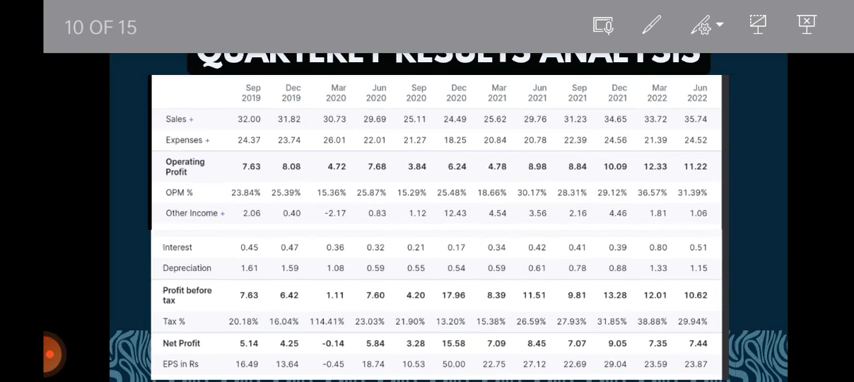 10 OF 15
QUARTERLY RESULTS ANALYSIS
Sep 2019 Dec 2019 Mar 2020 Jun 2020 Sep 2020 Dec 2020 Mar 2021 Jun 2021 Sep 2021 Dec 2021 Mar 2022 Jun 2022
Sales + 32.00 31.82 30.73 29.69 25.11 24.49 25.62 29.76 31.23 34.65 33.72 35.74
Expenses + 24.37 23.74 26.01 22.01 21.27 18.25 20.84 20.78 22.39 24.56 21.39 24.52
Operating Profit 7.63 8.08 4.72 7.68 3.84 6.24 4.78 8.98 8.84 10.09 12.33 11.22
OPM % 23.84% 25.39% 15.36% 25.87% 15.29% 25.48% 18.66% 30.17% 28.31% 29.12% 36.57% 31.39%
Other Income + 2.06 0.40 -2.17 0.83 1.12 12.43 4.54 3.56 2.16 4.46 1.81 1.06
Interest 0.45 0.47 0.36 0.32 0.21 0.17 0.34 0.42 0.41 0.39 0.80 0.51
Depreciation 1.61 1.59 1.08 0.59 0.55 0.54 0.59 0.61 0.78 0.88 1.33 1.15
Profit before tax 7.63 6.42 1.11 7.60 4.20 17.96 8.39 11.51 9.81 13.28 12.01 10.62
Tax % 20.18% 16.04% 114.41% 23.03% 21.90% 13.20% 15.38% 26.59% 27.93% 31.85% 38.88% 29.94%
Net Profit 5.14 4.25 -0.14 5.84 3.28 15.58 7.09 8.45 7.07 9.05 7.35 7.44
EPS in Rs 16.49 13.64 -0.45 18.74 10.53 50.00 22.75 27.12 22.69 29.04 23.59 23.87